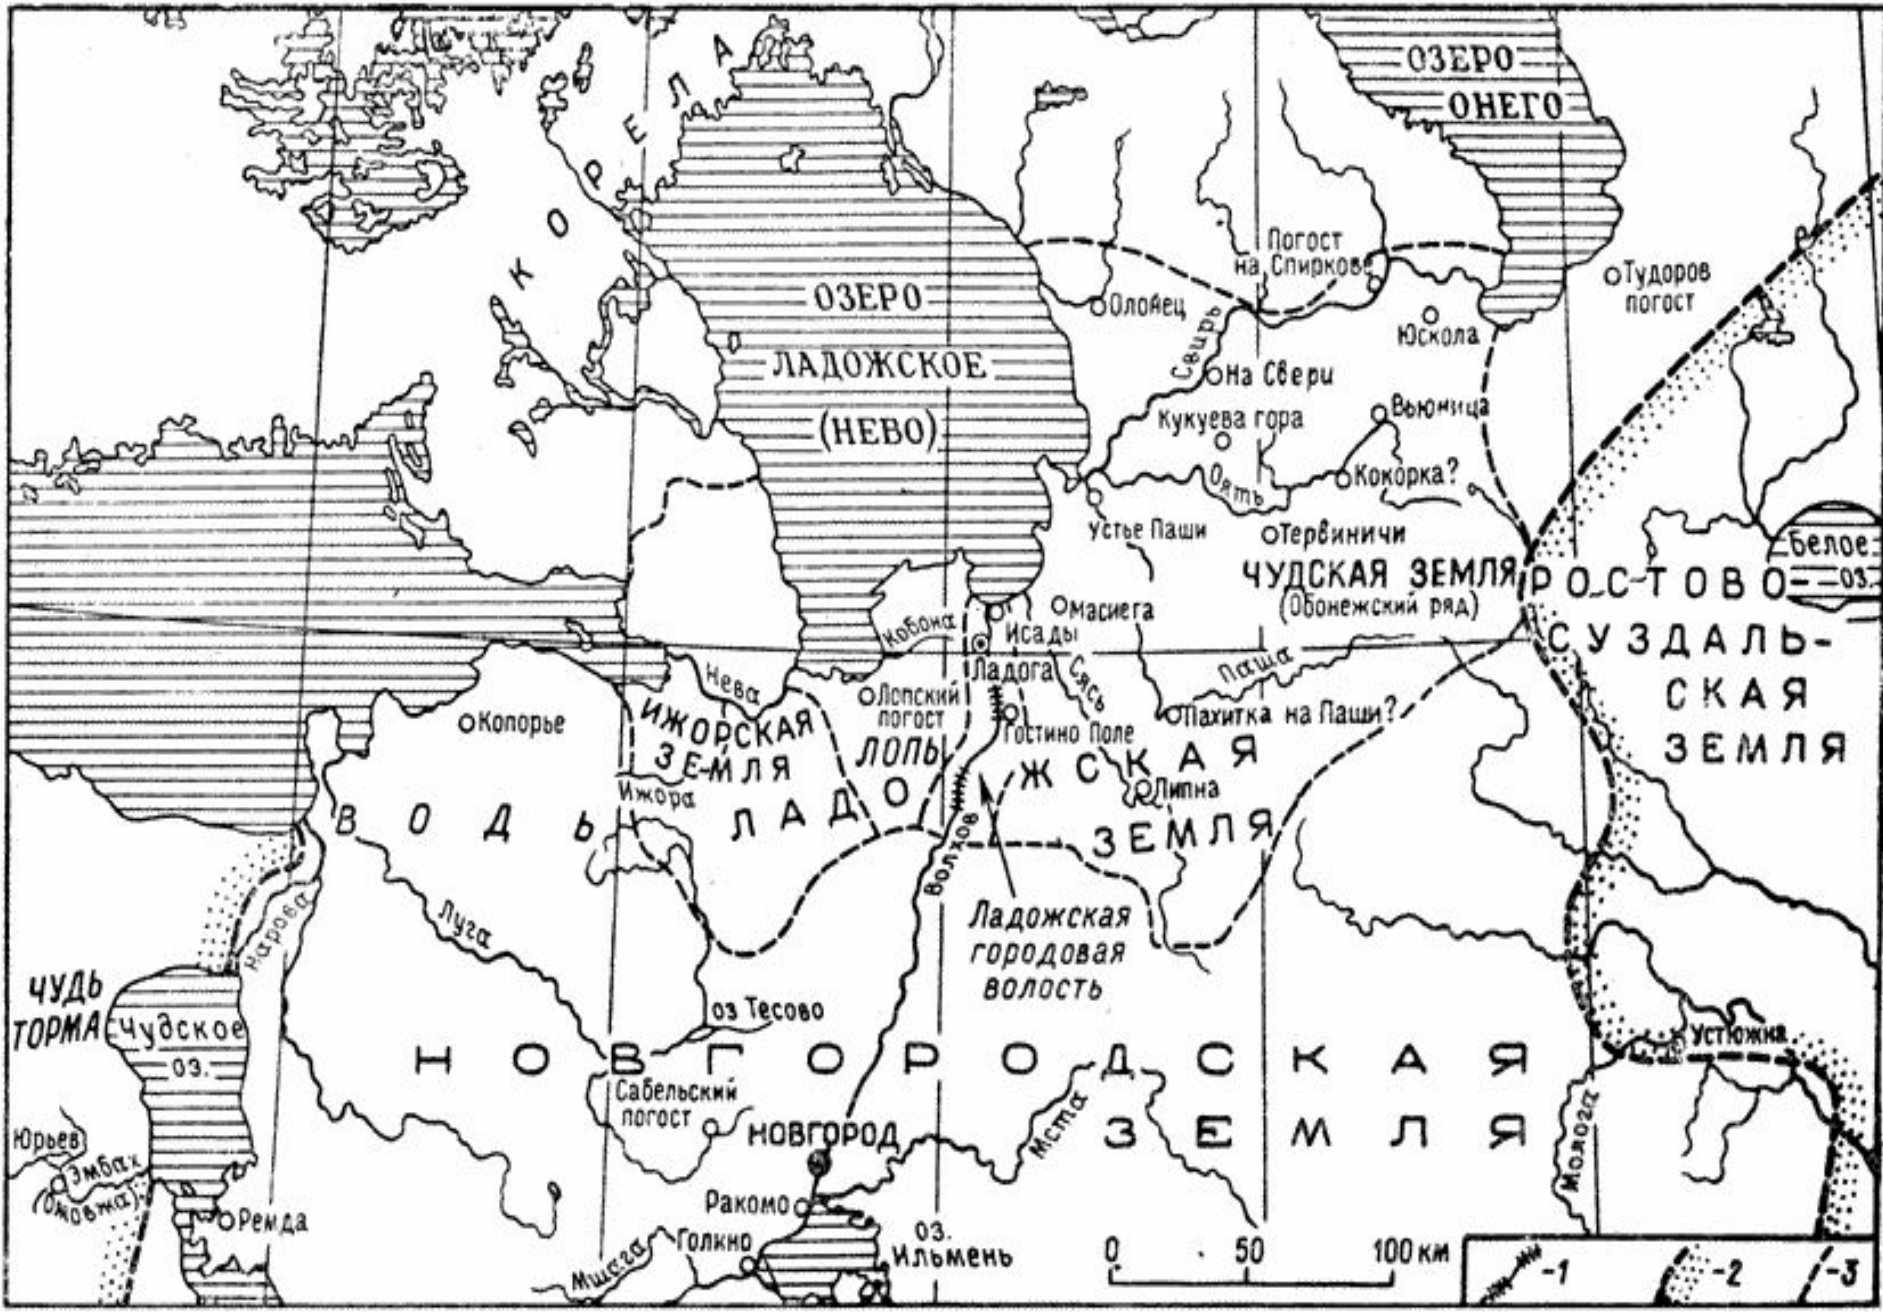 КОРЕЛА
ОЗЕРО
ОНЕГО
ОЗЕРО
ЛАДОЖСКОЕ
(НЕВО)
Погост
на Спиркове
Тудоров
погост
Олонец
Свирь
Юскола
На Свери
Кукуева гора
Вьюница
Оять
Кокорка?
Устье Паши
Тервиничи
ЧУДСКАЯ ЗЕМЛЯ
(Обонежский ряд)
Белое
оз.
РОСТОВО-
СУЗДАЛЬ-
СКАЯ
ЗЕМЛЯ
Масиега
Кобона
Исады
Ладога
Сясь
Паша
Пахитка на Паши?
Нева
Лопский
погост
Гостино Поле
Копорье
ИЖОРСКАЯ
ЗЕМЛЯ
ЛОПЬ
Ижора
ВОДЬ
ЛАДОЖСКАЯ
ЗЕМЛЯ
Липна
Волхов
Ладожская
городовая
волость
Луга
Нарова
ЧУДЬ
ТОРМА
Чудское
оз.
оз Тесово
НОВГОРОДСКАЯ
ЗЕМЛЯ
Устюжна
Сабельский
погост
НОВГОРОД
Мста
Молога
Юрьев
Эмбах
(Омовжа)
Ремда
Ракомо
Голино
Мшага
оз.
Ильмень
0 50 100 км
-1 -2 -3